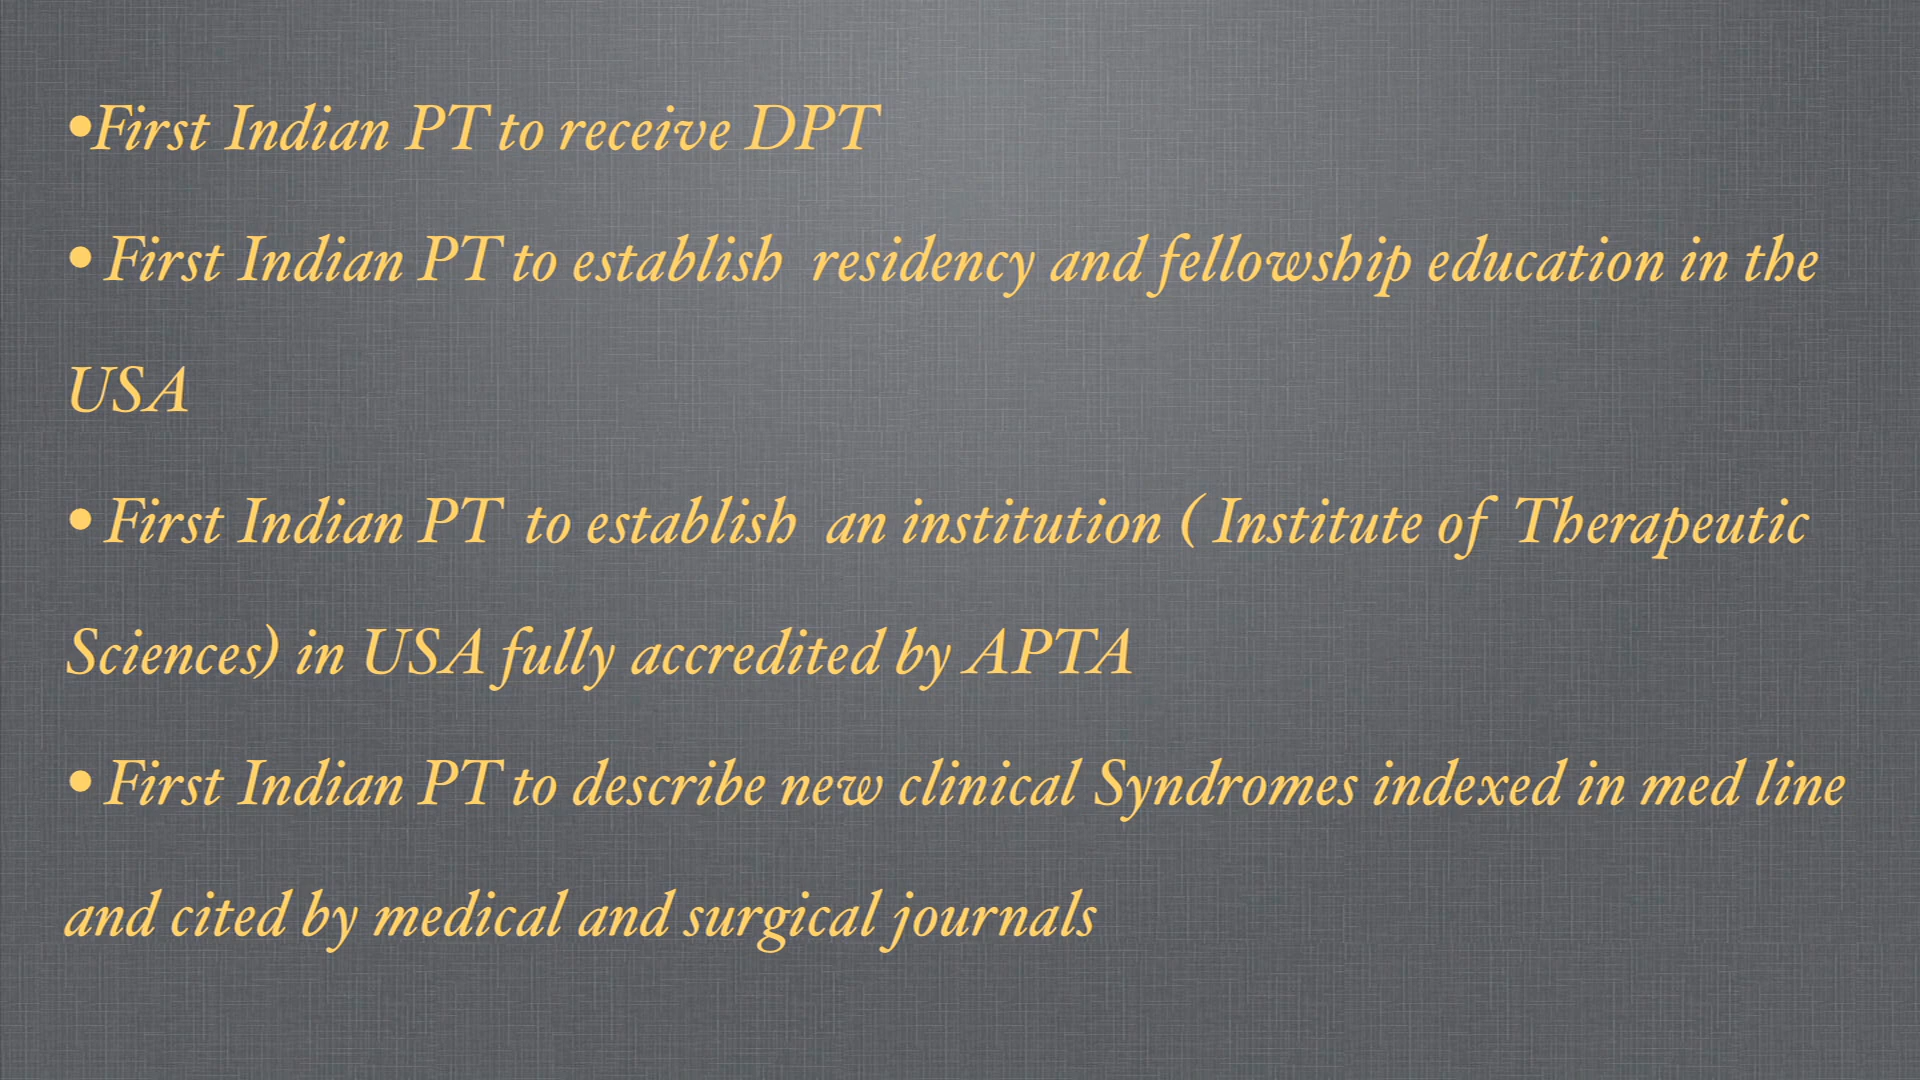 •First Indian PT to receive DPT
• First Indian PT to establish  residency and fellowship education in the
USA
• First Indian PT  to establish  an institution ( Institute of  Therapeutic
Sciences) in USA fully accredited by APTA
• First Indian PT to describe new clinical Syndromes indexed in med line
and cited by medical and surgical journals